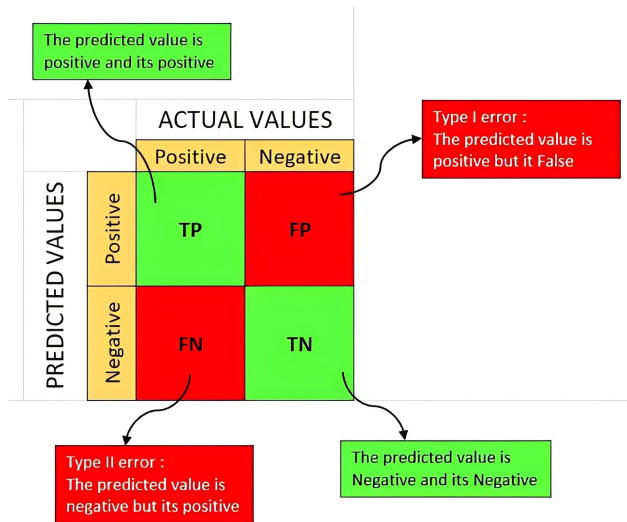 The predicted value is
positive and its positive
ACTUAL VALUES
Type I error :
The predicted value is
positive but it False
Positive
Negative
PREDICTED VALUES
Positive
TP
FP
Negative
FN
TN
Type II error :
The predicted value is
negative but its positive
The predicted value is
Negative and its Negative